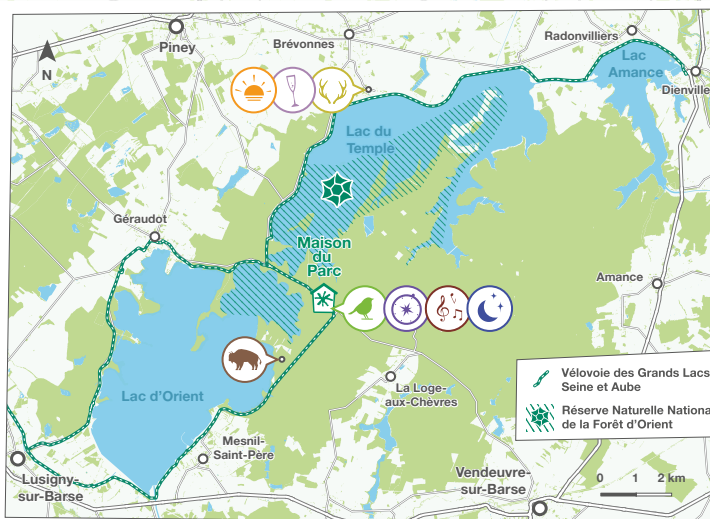 Piney
Brévonnes
Radonvilliers
Lac
Amance
Dienville
N
Lac du
Temple
Géraudot
Maison
du
Parc
Amance
Lac d'Orient
La Loge-
aux-Chèvres
Vélovoie des Grands Lacs
Seine et Aube
Réserve Naturelle National
de la Forêt d'Orient
Mesnil-
Saint-Père
Lusigny-
sur-Barse
Vendeuvre-
sur-Barse
0 1 2 km